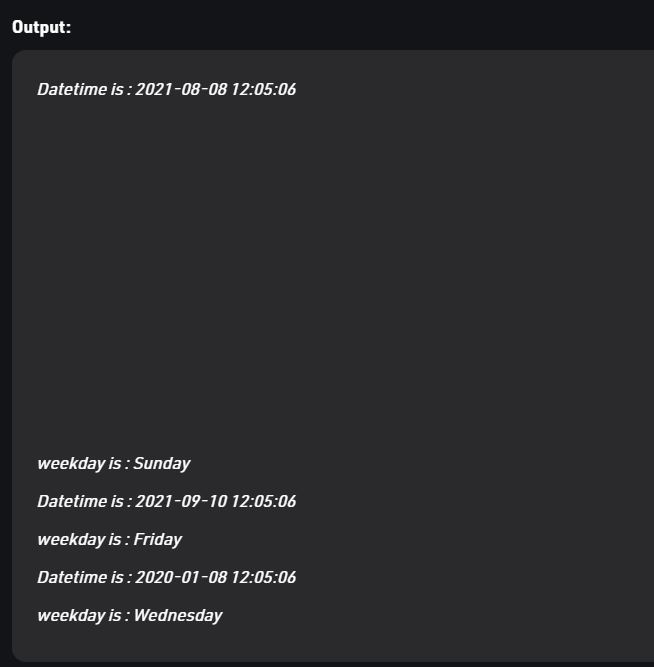 Output:
Datetime is : 2021-08-08 12:05:06
weekday is : Sunday
Datetime is : 2021-09-10 12:05:06
weekday is : Friday
Datetime is : 2020-01-08 12:05:06
weekday is : Wednesday